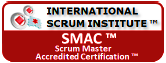 INTERNATIONAL
SCRUM INSTITUTE ™
SMAC ™
Scrum Master
Accredited Certification ™